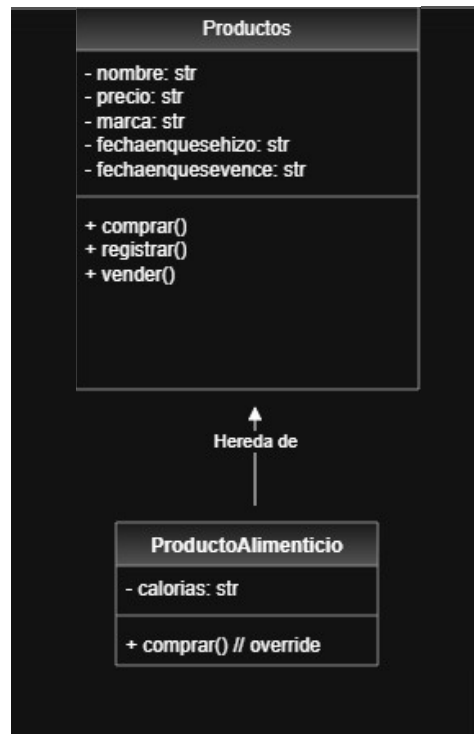 Productos
- nombre: str
- precio: str
- marca: str
- fechaenquesehizo: str
- fechaenquesevence: str
+ comprar()
+ registrar()
+ vender()
Hereda de
ProductoAlimenticio
- calorias: str
+ comprar() // override